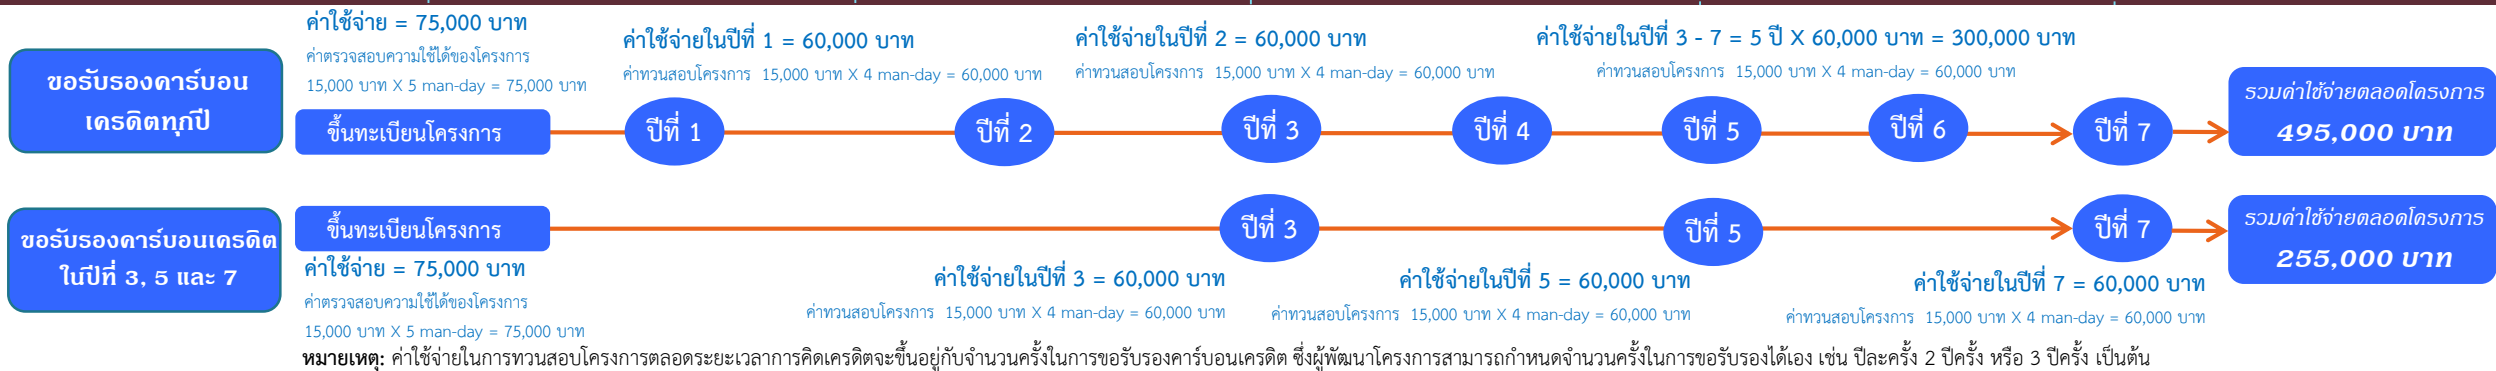 ค่าใช้จ่าย = 75,000 บาท
ค่าตรวจสอบความใช้ได้ของโครงการ
15,000 บาท X 5 man-day = 75,000 บาท
ค่าใช้จ่ายในปีที่ 1 = 60,000 บาท
ค่าทวนสอบโครงการ 15,000 บาท X 4 man-day = 60,000 บาท
ค่าใช้จ่ายในปีที่ 2 = 60,000 บาท
ค่าทวนสอบโครงการ 15,000 บาท X 4 man-day = 60,000 บาท
ค่าใช้จ่ายในปีที่ 3 - 7 = 5 ปี X 60,000 บาท = 300,000 บาท
ค่าทวนสอบโครงการ 15,000 บาท X 4 man-day = 60,000 บาท
ขอรับรองคาร์บอน
เครดิตทุกปี
ขึ้นทะเบียนโครงการ
ปีที่ 1
ปีที่ 2
ปีที่ 3
ปีที่ 4
ปีที่ 5
ปีที่ 6
ปีที่ 7
รวมค่าใช้จ่ายตลอดโครงการ
495,000 บาท
ขอรับรองคาร์บอนเครดิต
ในปีที่ 3, 5 และ 7
ขึ้นทะเบียนโครงการ
ปีที่ 3
ปีที่ 5
ปีที่ 7
รวมค่าใช้จ่ายตลอดโครงการ
255,000 บาท
ค่าใช้จ่าย = 75,000 บาท
ค่าตรวจสอบความใช้ได้ของโครงการ
15,000 บาท X 5 man-day = 75,000 บาท
ค่าใช้จ่ายในปีที่ 3 = 60,000 บาท
ค่าทวนสอบโครงการ 15,000 บาท X 4 man-day = 60,000 บาท
ค่าใช้จ่ายในปีที่ 5 = 60,000 บาท
ค่าทวนสอบโครงการ 15,000 บาท X 4 man-day = 60,000 บาท
ค่าใช้จ่ายในปีที่ 7 = 60,000 บาท
ค่าทวนสอบโครงการ 15,000 บาท X 4 man-day = 60,000 บาท
หมายเหตุ: ค่าใช้จ่ายในการทวนสอบโครงการตลอดระยะเวลาการคิดเครดิตจะขึ้นอยู่กับจำนวนครั้งในการขอรับรองคาร์บอนเครดิต ซึ่งผู้พัฒนาโครงการสามารถกำหนดจำนวนครั้งในการขอรับรองได้เอง เช่น ปีละครั้ง 2 ปีครั้ง หรือ 3 ปีครั้ง เป็นต้น